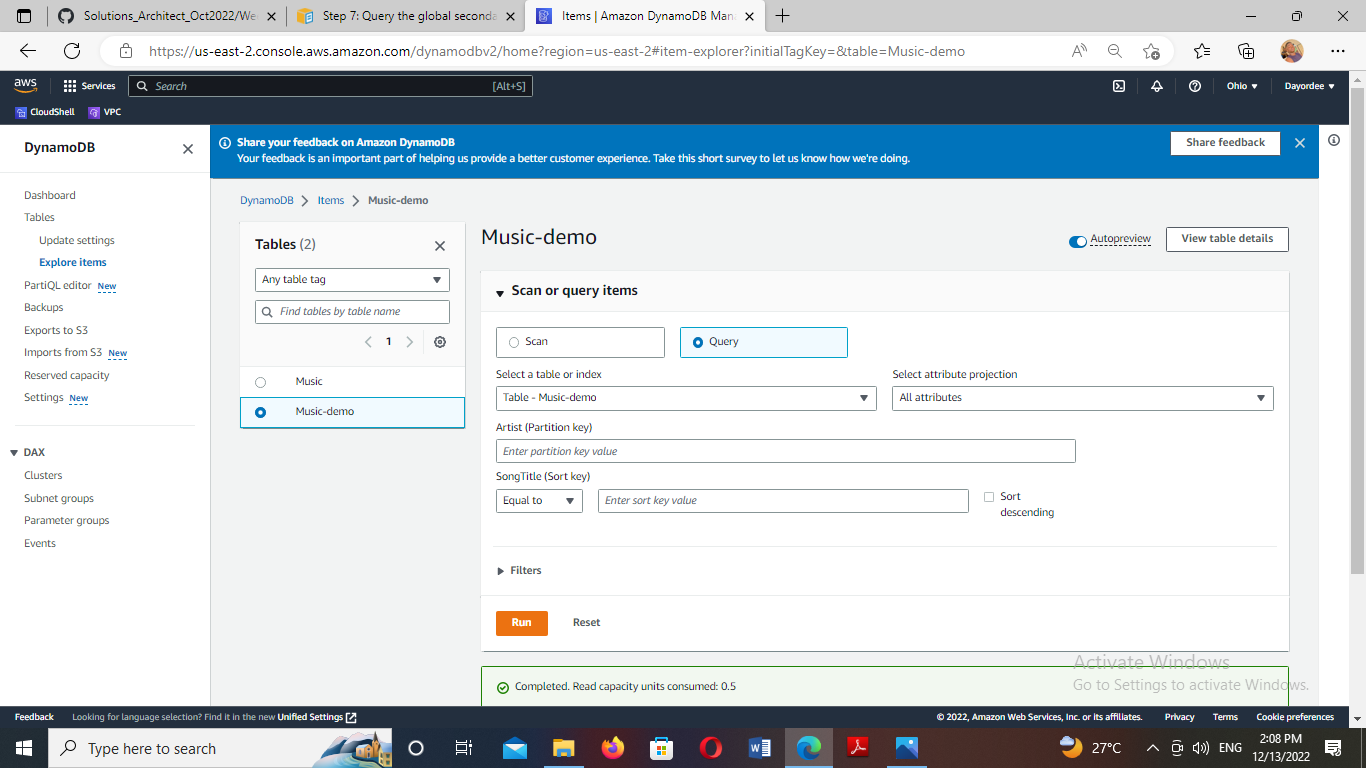 Solutions_Architect_Oct2022/We
Step 7: Query the global seconda
Items | Amazon DynamoDB Man
https://us-east-2.console.aws.amazon.com/dynamodbv2/home?region=us-east-2#item-explorer?initialTagKey=&table=Music-demo
aws
Services
Search
[Alt+S]
Ohio
Dayordee
CloudShell
VPC
DynamoDB
Dashboard
Tables
Update settings
Explore items
PartiQL editor New
Backups
Exports to S3
Imports from S3 New
Reserved capacity
Settings New
DAX
Clusters
Subnet groups
Parameter groups
Events
Share your feedback on Amazon DynamoDB
Your feedback is an important part of helping us provide a better customer experience. Take this short survey to let us know how we're doing.
Share feedback
DynamoDB
Items
Music-demo
Tables (2)
Any table tag
Find tables by table name
1
Music
Music-demo
Music-demo
Autopreview
View table details
Scan or query items
Scan
Query
Select a table or index
Table - Music-demo
Select attribute projection
All attributes
Artist (Partition key)
Enter partition key value
SongTitle (Sort key)
Equal to
Enter sort key value
Sort
descending
Filters
Run
Reset
Completed. Read capacity units consumed: 0.5
Activate Windows
Go to Settings to activate Windows.
Feedback
Looking for language selection? Find it in the new Unified Settings
© 2022, Amazon Web Services, Inc. or its affiliates.
Privacy
Terms
Cookie preferences
Type here to search
27°C
ENG
2:08 PM
12/13/2022